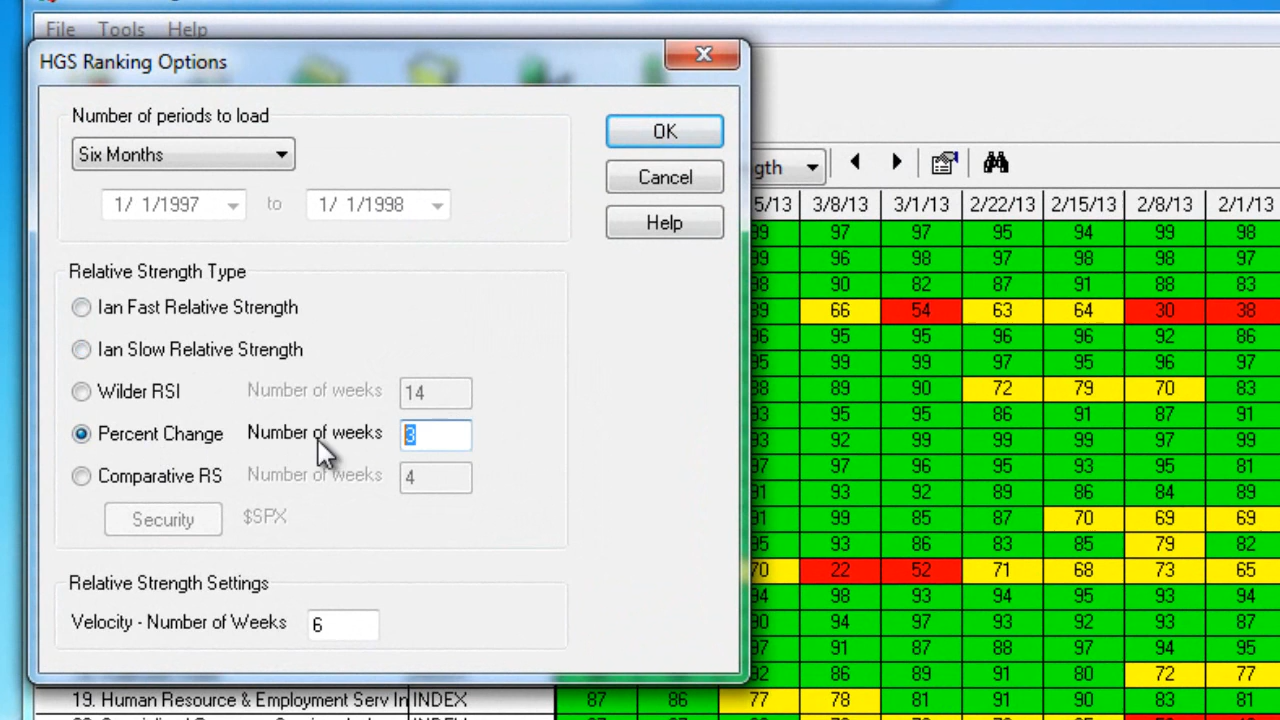 File Tools Help
HGS Ranking Options
Number of periods to load
OK
Six Months
Cancel
1/ 1/1997 to 1/ 1/1998
Help
Relative Strength Type
Ian Fast Relative Strength
Ian Slow Relative Strength
Wilder RSI Number of weeks 14
Percent Change Number of weeks 3
Comparative RS Number of weeks 4
Security $SPX
Relative Strength Settings
Velocity - Number of Weeks 6
gth
5/13 3/8/13 3/1/13 2/22/13 2/15/13 2/8/13 2/1/13
97 97 95 94 99 98
96 98 97 98 98 97
90 82 87 91 88 83
66 54 63 64 30 38
95 95 96 96 92 86
99 99 97 95 96 97
89 90 72 79 70 83
95 95 86 91 87 91
92 99 99 99 97 99
97 96 95 93 95 81
93 92 89 86 84 89
99 85 87 70 69 69
93 86 83 85 79 82
70 22 52 71 68 73 65
98 95 94 95 93 94
94 97 93 92 93 87
91 87 88 97 94 95
86 89 91 80 72 77
19. Human Resource & Employment Serv In INDEX 87 86 77 78 81 91 90 83 81